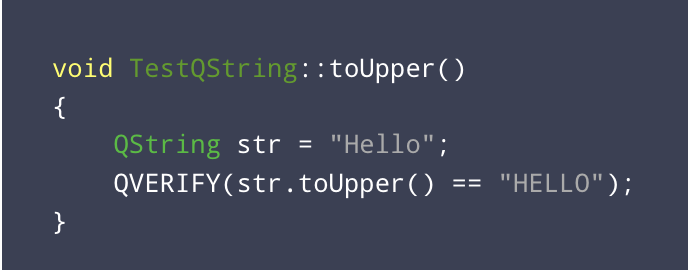 void TestQString::toUpper()
{
    QString str = "Hello";
    QVERIFY(str.toUpper() == "HELLO");
}